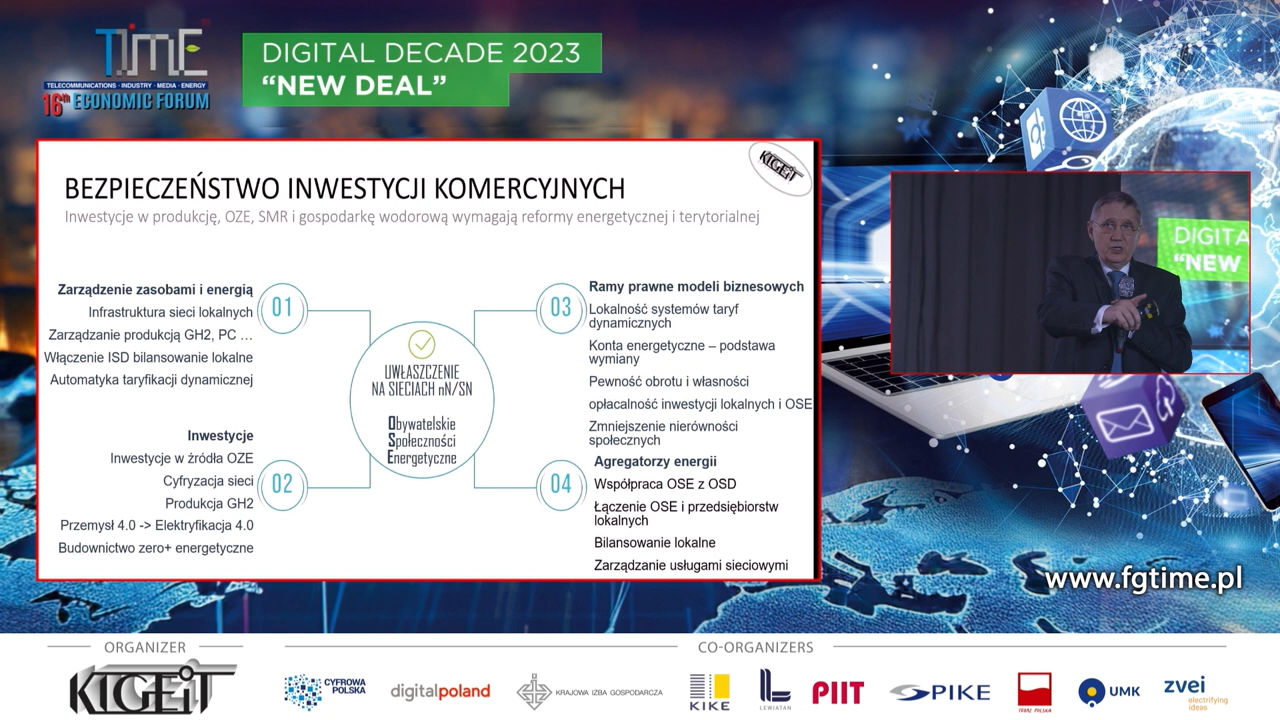 TIME
TELECOMMUNICATIONS · INDUSTRY · MEDIA · ENERGY
16th ECONOMIC FORUM
DIGITAL DECADE 2023
“NEW DEAL”
KIGEiT
BEZPIECZEŃSTWO INWESTYCJI KOMERCYJNYCH
Inwestycje w produkcję, OZE, SMR i gospodarkę wodorową wymagają reformy energetycznej i terytorialnej
Zarządzenie zasobami i energią
Infrastruktura sieci lokalnych
Zarządzanie produkcją GH2, PC ...
Włączenie ISD bilansowanie lokalne
Automatyka taryfikacji dynamicznej
01
Inwestycje
Inwestycje w źródła OZE
Cyfryzacja sieci
Produkcja GH2
Przemysł 4.0 -> Elektryfikacja 4.0
Budownictwo zero+ energetyczne
02
UWŁASZCZENIE
NA SIECIACH nN/SN
Obywatelskie
Społeczności
Energetyczne
03
Ramy prawne modeli biznesowych
Lokalność systemów taryf
dynamicznych
Konta energetyczne – podstawa
wymiany
Pewność obrotu i własności
opłacalność inwestycji lokalnych i OSE
Zmniejszenie nierówności
społecznych
04
Agregatorzy energii
Współpraca OSE z OSD
Łączenie OSE i przedsiębiorstw
lokalnych
Bilansowanie lokalne
Zarządzanie usługami sieciowymi
DIGITA
“NEW
www.fgtime.pl
ORGANIZER
KIGEiT
CO-ORGANIZERS
CYFROWA
POLSKA
digitalpoland
KRAJOWA IZBA GOSPODARCZA
KIKE
LEWIATAN
PIIT
PIKE
TOP500 POLSKA
UMK
zvei
electrifying
ideas